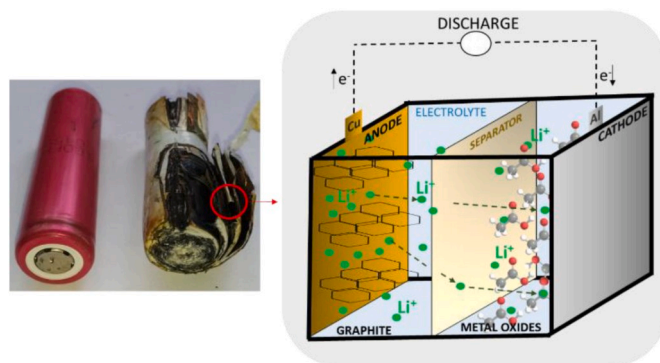 DISCHARGE
e-
e-
Cu
Al
ANODE
ELECTROLYTE
SEPARATOR
CATHODE
Li+
Li+
Li+
Li+
Li+
GRAPHITE
METAL OXIDES